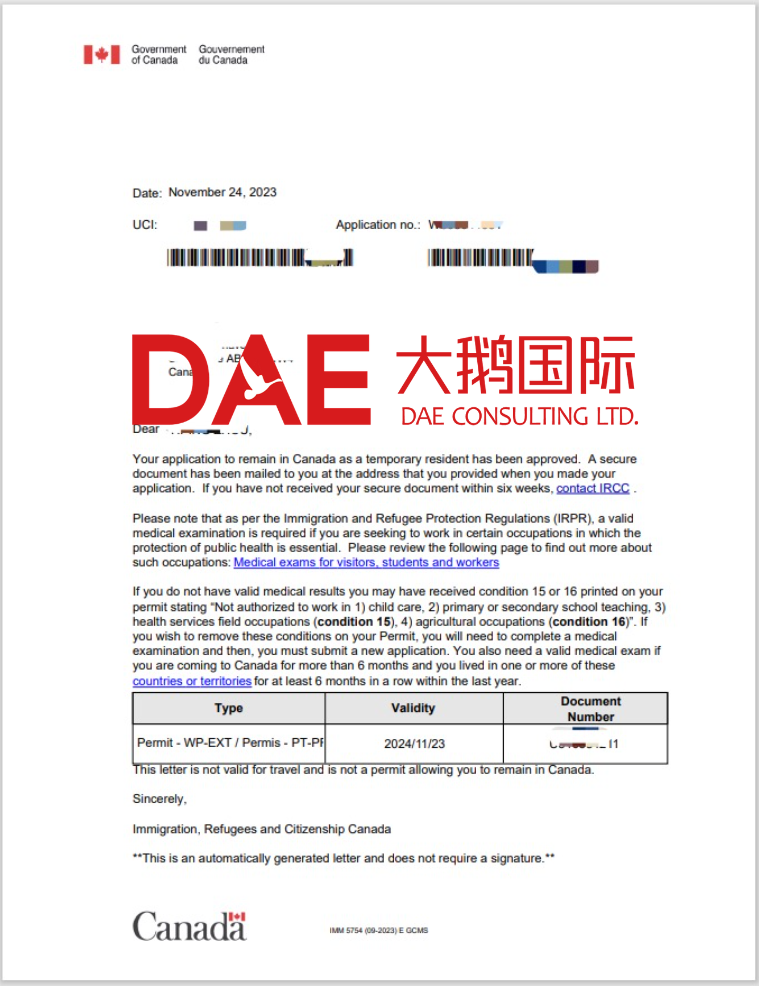 Government
of Canada
Gouvernement
du Canada
Date: November 24, 2023
UCI:
Application no.: W
DAE 大鹅国际
DAE CONSULTING LTD.
Dear
Your application to remain in Canada as a temporary resident has been approved.  A secure
document has been mailed to you at the address that you provided when you made your
application.  If you have not received your secure document within six weeks, contact IRCC .
Please note that as per the Immigration and Refugee Protection Regulations (IRPR), a valid
medical examination is required if you are seeking to work in certain occupations in which the
protection of public health is essential.  Please review the following page to find out more about
such occupations: Medical exams for visitors, students and workers
If you do not have valid medical results you may have received condition 15 or 16 printed on your
permit stating “Not authorized to work in 1) child care, 2) primary or secondary school teaching, 3)
health services field occupations (condition 15), 4) agricultural occupations (condition 16)”. If
you wish to remove these conditions on your Permit, you will need to complete a medical
examination and then, you must submit a new application. You also need a valid medical exam if
you are coming to Canada for more than 6 months and you lived in one or more of these
countries or territories for at least 6 months in a row within the last year.
Type Validity Document
Number
Permit - WP-EXT / Permis - PT-PR 2024/11/23
This letter is not valid for travel and is not a permit allowing you to remain in Canada.
Sincerely,
Immigration, Refugees and Citizenship Canada
**This is an automatically generated letter and does not require a signature.**
Canada
IMM 5754 (09-2023) E GCMS